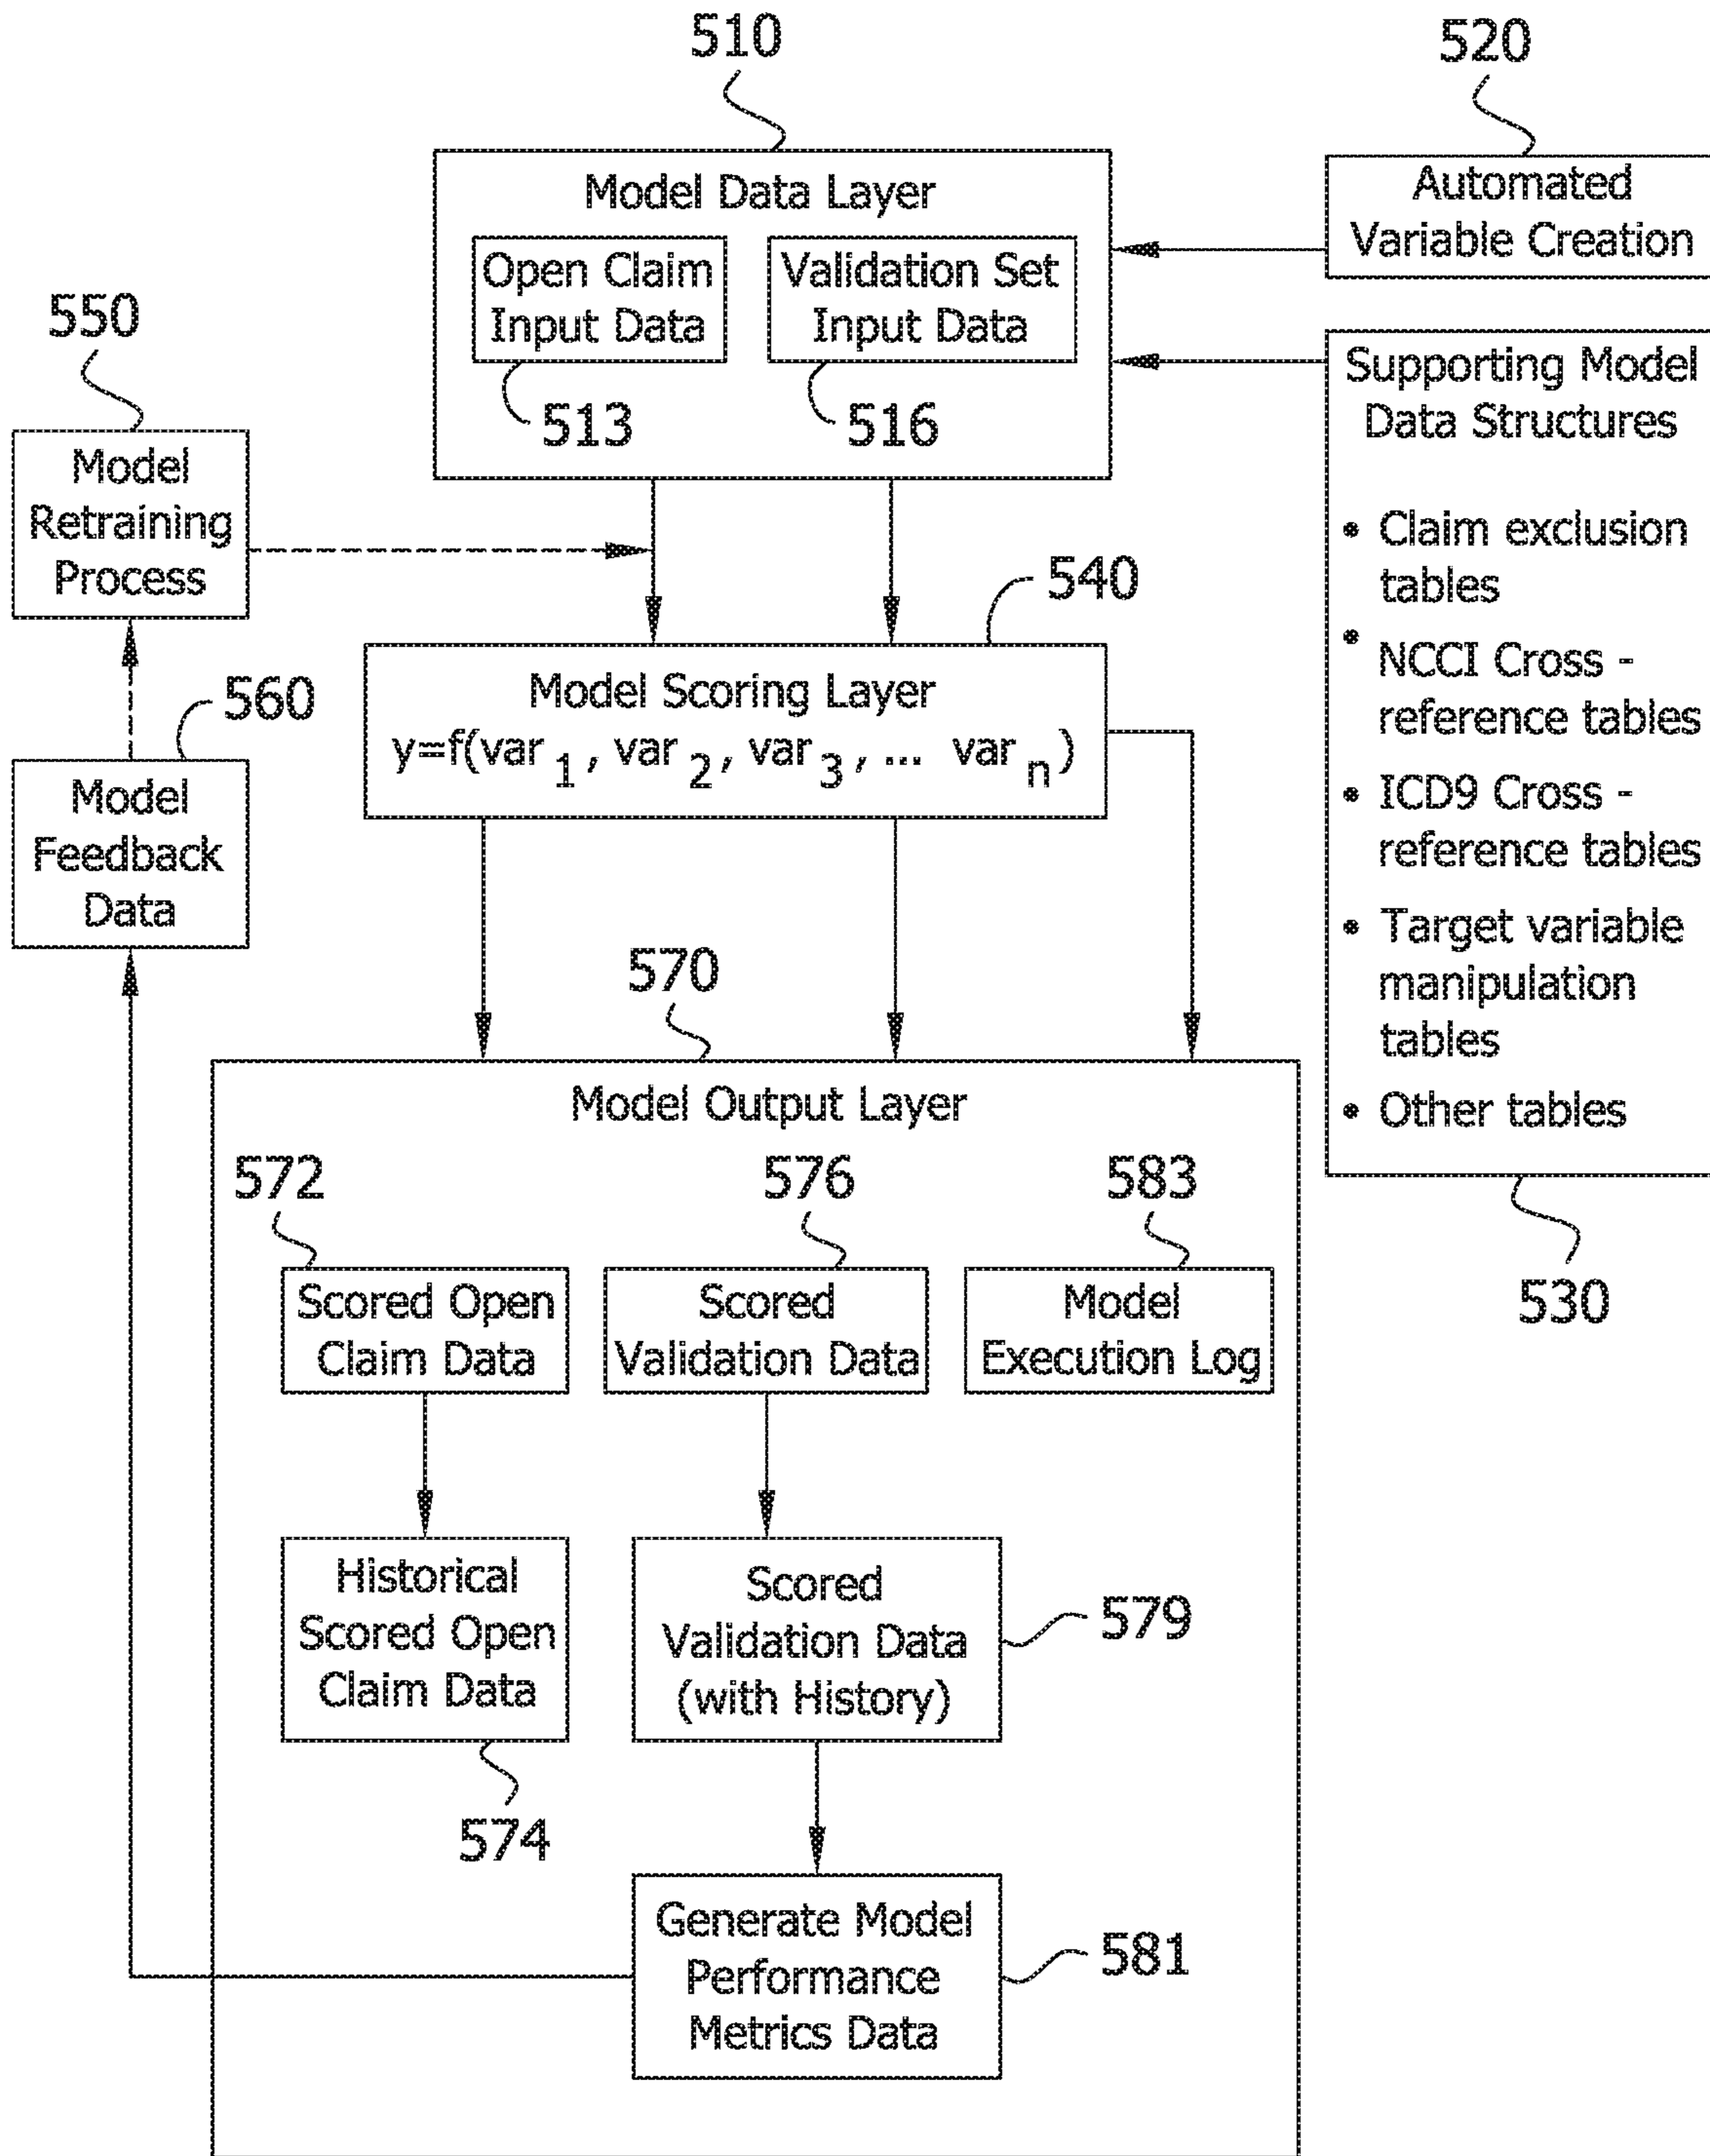 510
520
Model Data Layer
Open Claim
Input Data
Validation Set
Input Data
513
516
Automated
Variable Creation
550
Model
Retraining
Process
Supporting Model
Data Structures
• Claim exclusion
tables
• NCCI Cross -
reference tables
• ICD9 Cross -
reference tables
• Target variable
manipulation
tables
• Other tables
530
540
Model Scoring Layer
y=f(var 1, var 2, var 3, ... var n)
560
Model
Feedback
Data
570
Model Output Layer
572
576
583
Scored Open
Claim Data
Scored
Validation Data
Model
Execution Log
Historical
Scored Open
Claim Data
574
Scored
Validation Data
(with History)
579
Generate Model
Performance
Metrics Data
581